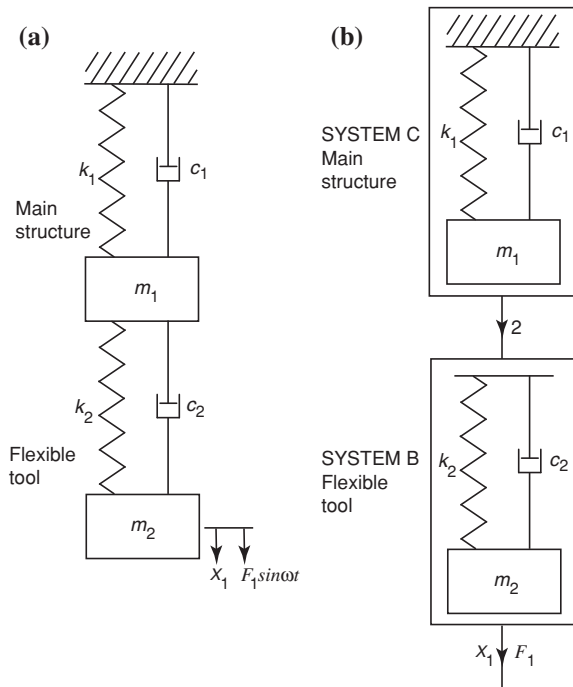 (a)
k1
c1
Main
structure
m1
k2
c2
Flexible
tool
m2
X1 F1sinωt
(b)
SYSTEM C
Main
structure
k1
c1
m1
2
SYSTEM B
Flexible
tool
k2
c2
m2
X1 F1